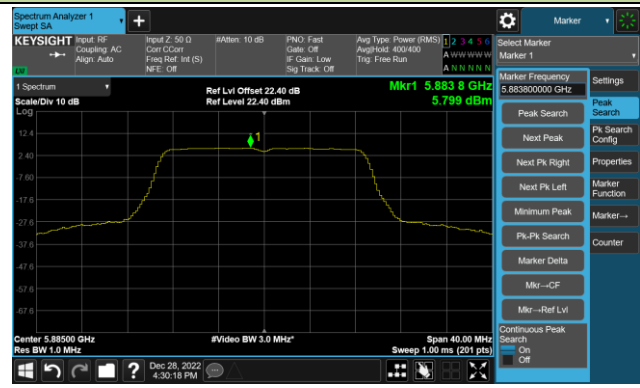 Spectrum Analyzer 1
Swept SA
Marker
KEYSIGHT
Input: RF
Coupling: AC
Align: Auto
Input Z: 50 Ω
Corr CCorr
Freq Ref: Int (S)
NFE: Off
#Atten: 10 dB
PNO: Fast
Gate: Off
IF Gain: Low
Sig Track: Off
Avg Type: Power (RMS)
Avg|Hold: 400/400
Trig: Free Run
1 2 3 4 5 6
A W W W W W
A N N N N N
LW
Select Marker
Marker 1
1 Spectrum
Ref Lvl Offset 22.40 dB
Mkr1 5.883 8 GHz
Scale/Div 10 dB
Ref Level 22.40 dBm
5.799 dBm
Log
12.4
2.40
-7.60
-17.6
-27.6
-37.6
-47.6
-57.6
-67.6
1
Center 5.88500 GHz
#Video BW 3.0 MHz*
Span 40.00 MHz
Res BW 1.0 MHz
Sweep 1.00 ms (201 pts)
Marker Frequency
5.883800000 GHz
Peak Search
Next Peak
Next Pk Right
Next Pk Left
Minimum Peak
Pk-Pk Search
Marker Delta
Mkr→CF
Mkr→Ref Lvl
Continuous Peak
Search
On
Off
Settings
Peak
Search
Pk Search
Config
Properties
Marker
Function
Marker→
Counter
?
Dec 28, 2022
4:30:18 PM